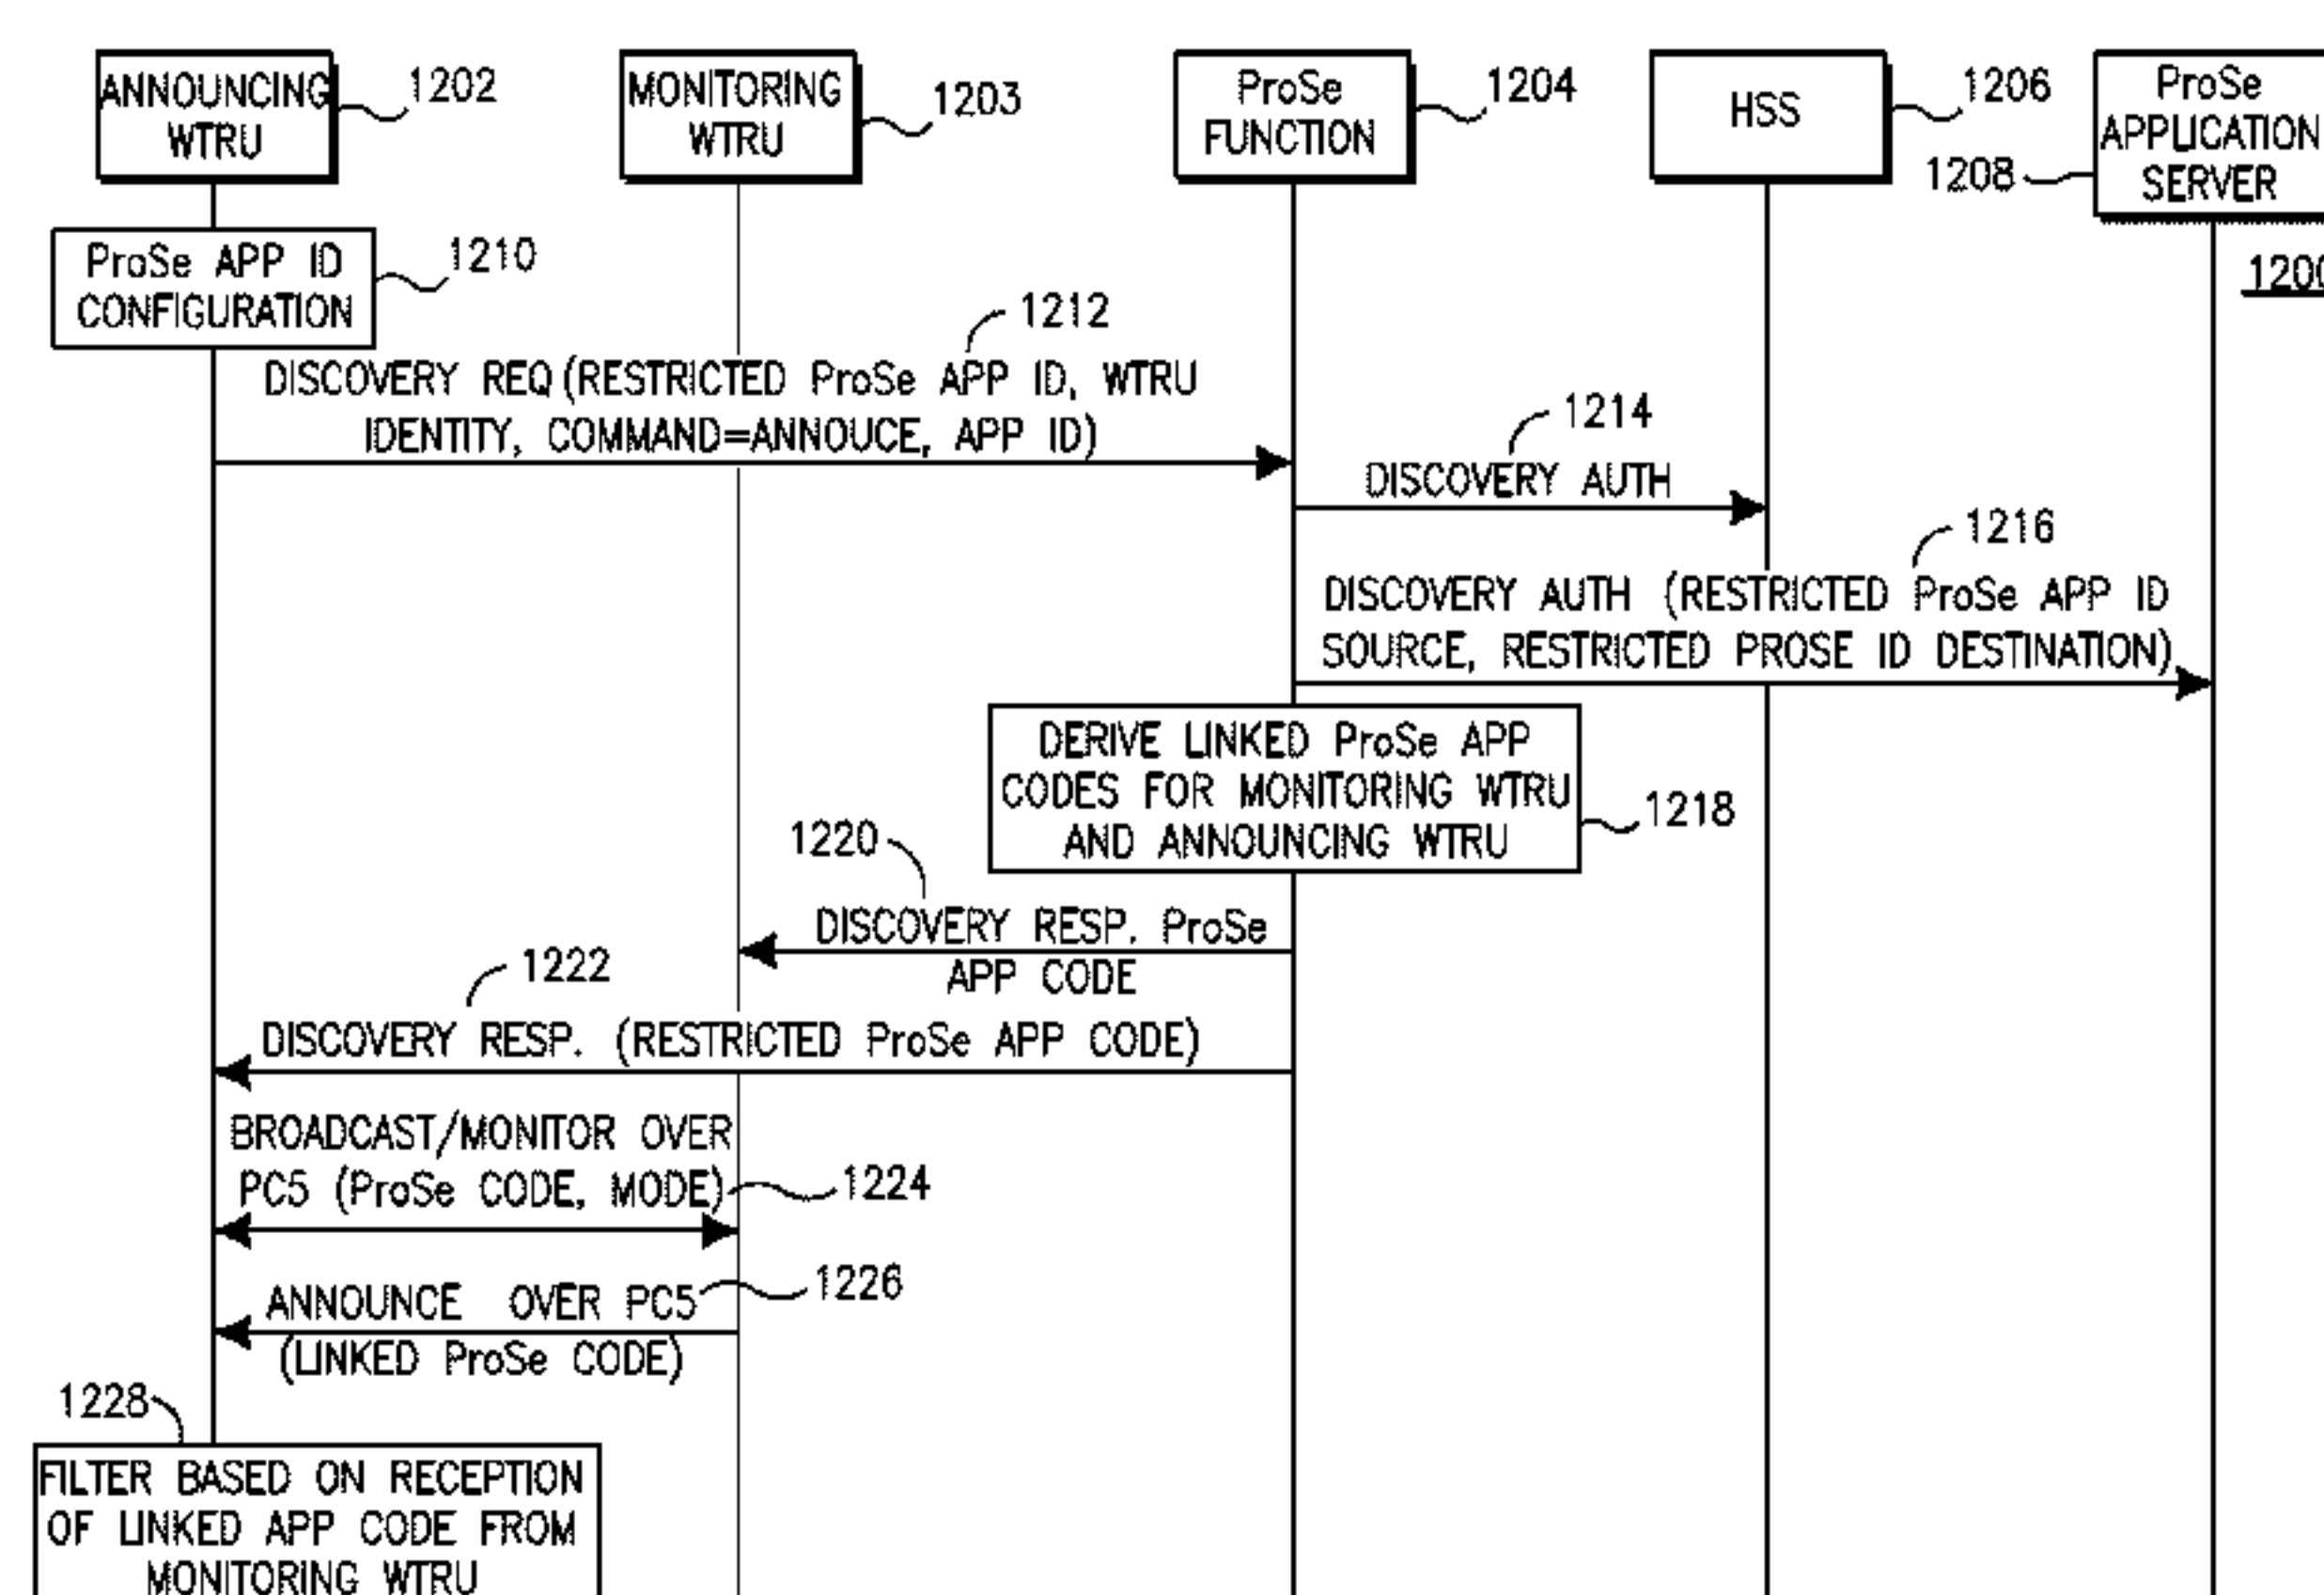 ANNOUNCING
WTRU
1202
MONITORING
WTRU
1203
ProSe
FUNCTION
1204
HSS
1206
ProSe
APPLICATION
SERVER
1208
1200
ProSe APP ID
CONFIGURATION
1210
1212
DISCOVERY REQ (RESTRICTED ProSe APP ID, WTRU
IDENTITY, COMMAND=ANNOUCE, APP ID)
1214
DISCOVERY AUTH
1216
DISCOVERY AUTH (RESTRICTED ProSe APP ID
SOURCE, RESTRICTED PROSE ID DESTINATION)
DERIVE LINKED ProSe APP
CODES FOR MONITORING WTRU
AND ANNOUNCING WTRU
1218
1220
DISCOVERY RESP. ProSe
APP CODE
1222
DISCOVERY RESP. (RESTRICTED ProSe APP CODE)
BROADCAST/MONITOR OVER
PC5 (ProSe CODE, MODE)
1224
ANNOUNCE OVER PC5
(LINKED ProSe CODE)
1226
1228
FILTER BASED ON RECEPTION
OF LINKED APP CODE FROM
MONITORING WTRU